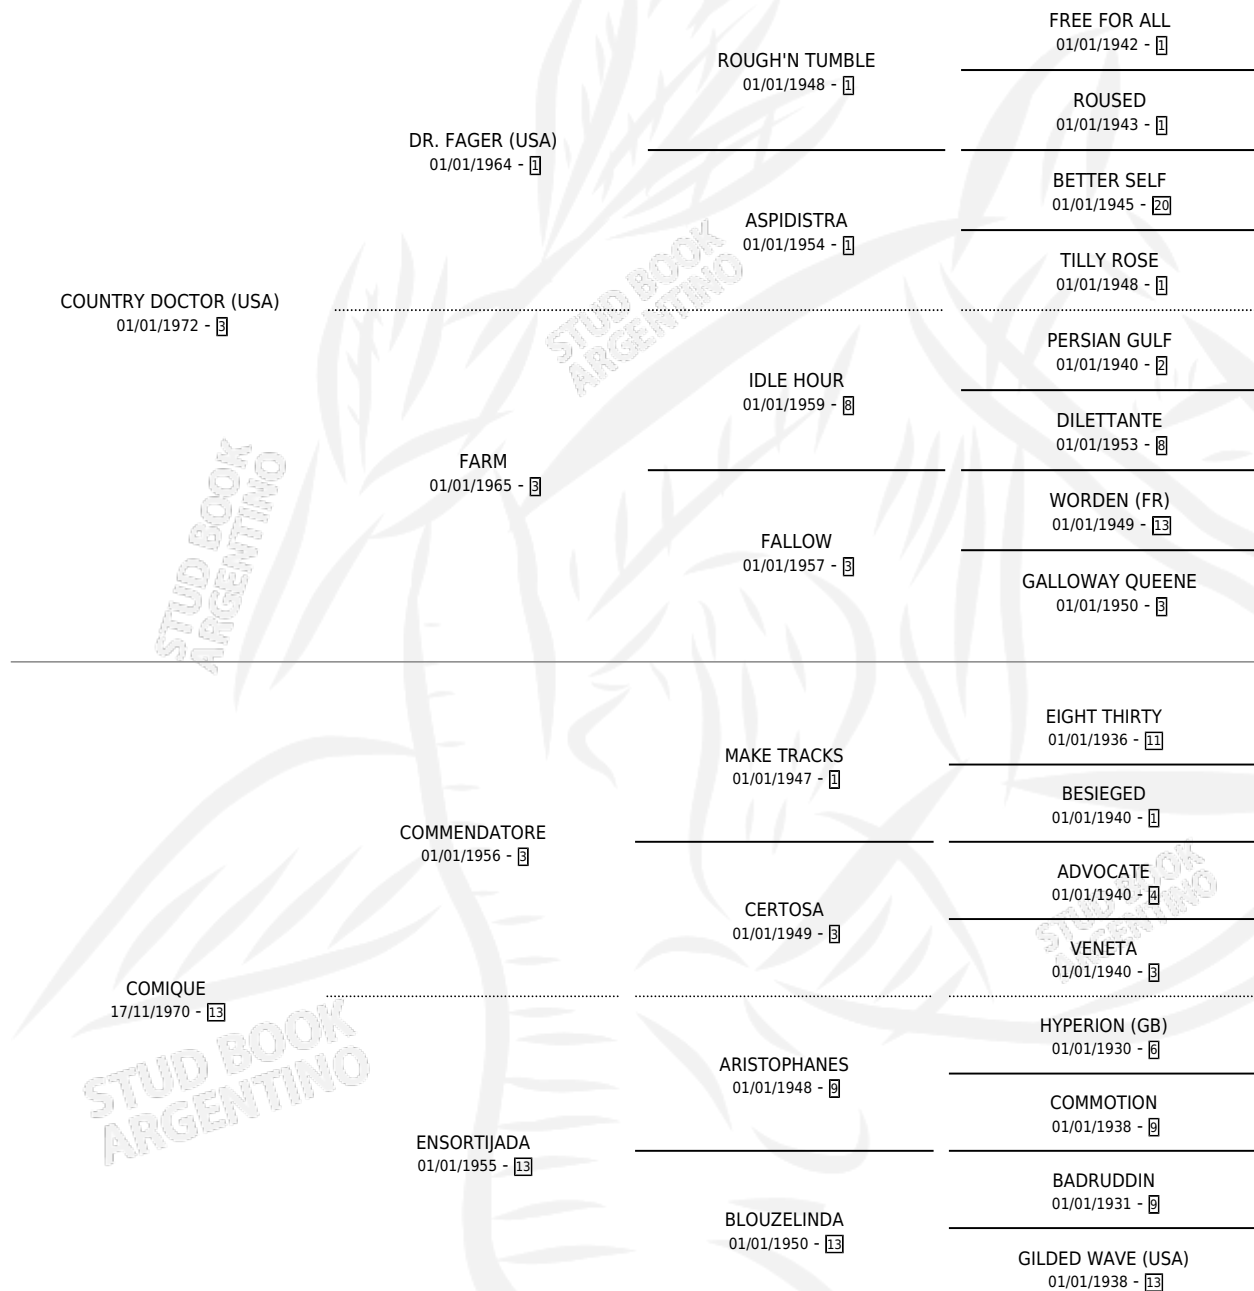 FREE FOR ALL
01/01/1942 - 1
ROUGH'N TUMBLE
01/01/1948 - 1
ROUSED
01/01/1943 - 1
DR. FAGER (USA)
01/01/1964 - 1
BETTER SELF
01/01/1945 - 20
ASPIDISTRA
01/01/1954 - 1
TILLY ROSE
01/01/1948 - 1
COUNTRY DOCTOR (USA)
01/01/1972 - 3
PERSIAN GULF
01/01/1940 - 2
IDLE HOUR
01/01/1959 - 8
DILETTANTE
01/01/1953 - 8
FARM
01/01/1965 - 3
WORDEN (FR)
01/01/1949 - 13
FALLOW
01/01/1957 - 3
GALLOWAY QUEENE
01/01/1950 - 3
EIGHT THIRTY
01/01/1936 - 11
MAKE TRACKS
01/01/1947 - 1
BESIEGED
01/01/1940 - 1
COMMENDATORE
01/01/1956 - 3
ADVOCATE
01/01/1940 - 4
CERTOSA
01/01/1949 - 3
VENETA
01/01/1940 - 3
COMIQUE
17/11/1970 - 13
HYPERION (GB)
01/01/1930 - 6
ARISTOPHANES
01/01/1948 - 9
COMMOTION
01/01/1938 - 9
ENSORTIJADA
01/01/1955 - 13
BADRUDDIN
01/01/1931 - 9
BLOUZELINDA
01/01/1950 - 13
GILDED WAVE (USA)
01/01/1938 - 13
STUD BOOK
ARGENTINO
STUD BOOK
ARGENTINO
STUD BOOK
ARGENTINO
STUD BOOK
ARGENTINO